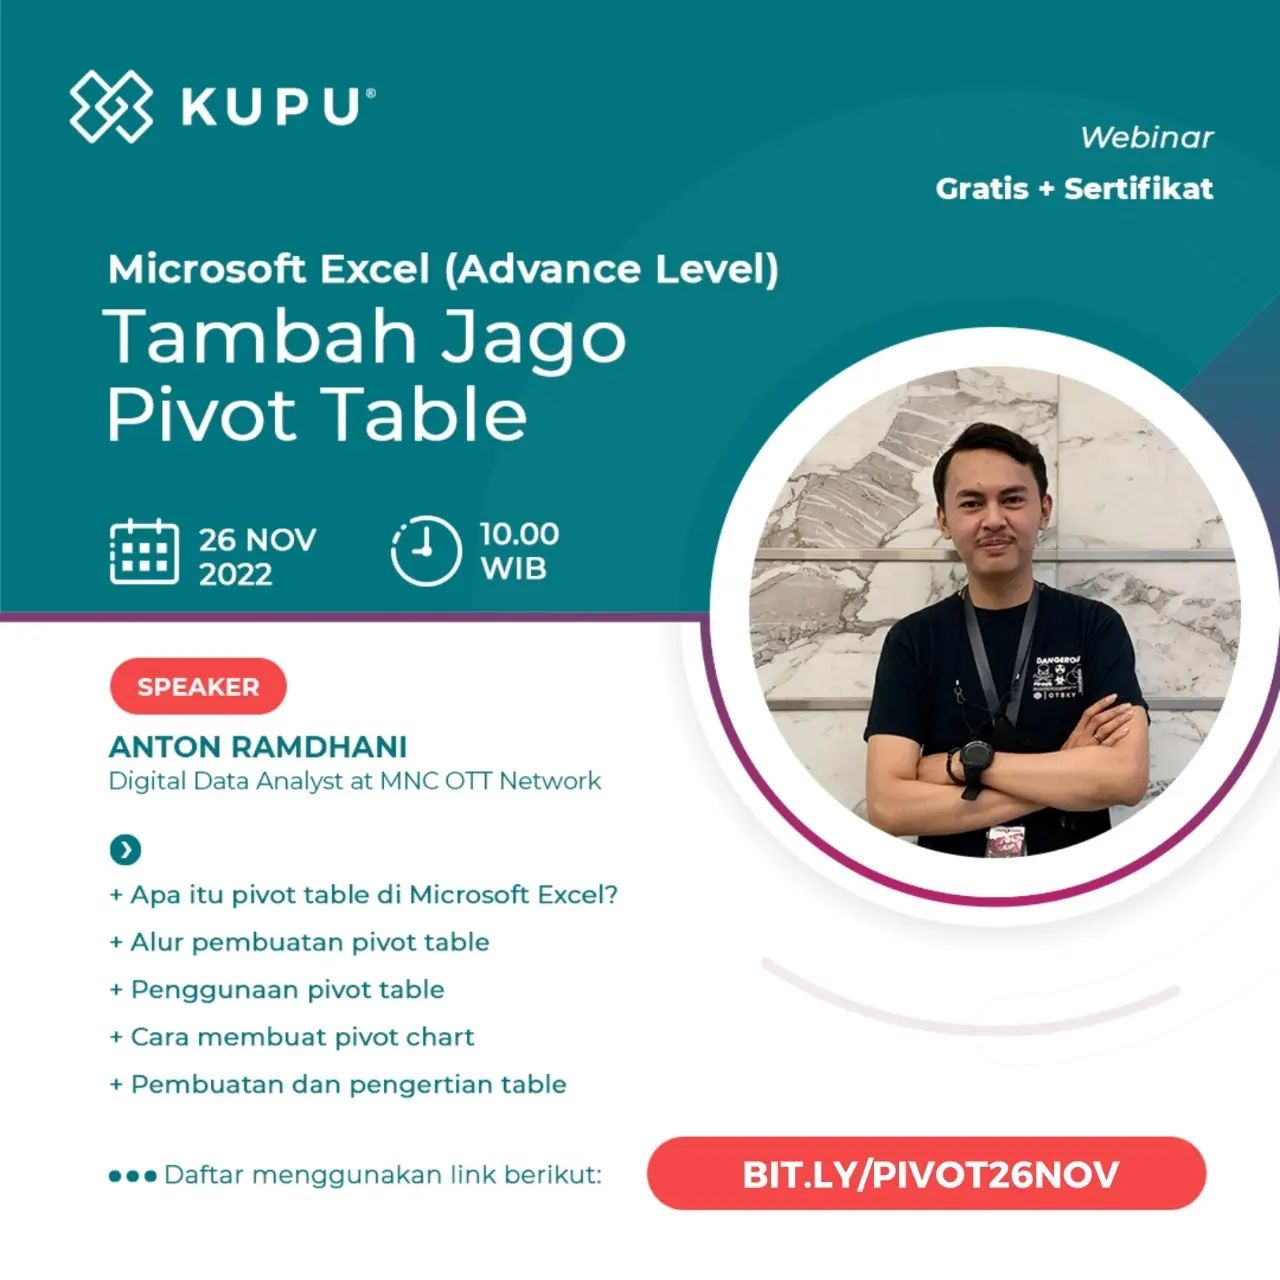 KUPU®
Webinar
Gratis + Sertifikat
Microsoft Excel (Advance Level)
Tambah Jago
Pivot Table
26 NOV
2022
10.00
WIB
SPEAKER
ANTON RAMDHANI
Digital Data Analyst at MNC OTT Network
+ Apa itu pivot table di Microsoft Excel?
+ Alur pembuatan pivot table
+ Penggunaan pivot table
+ Cara membuat pivot chart
+ Pembuatan dan pengertian table
Daftar menggunakan link berikut:
BIT.LY/PIVOT26NOV